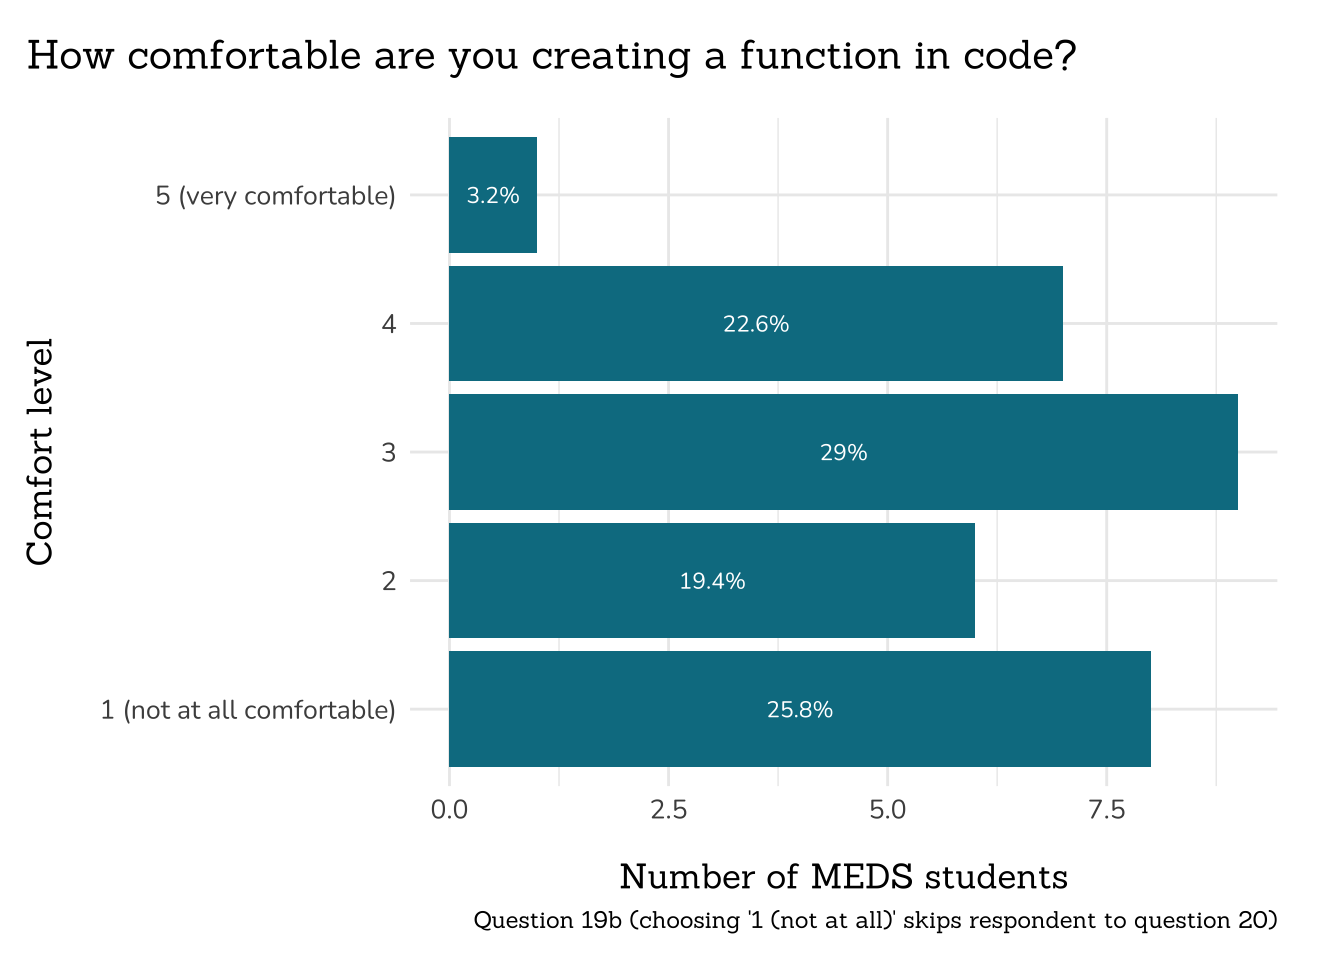 How comfortable are you creating a function in code?
Comfort level
5 (very comfortable)
3.2%
4
22.6%
3
29%
2
19.4%
1 (not at all comfortable)
25.8%
0.0 2.5 5.0 7.5
Number of MEDS students
Question 19b (choosing '1 (not at all)' skips respondent to question 20)